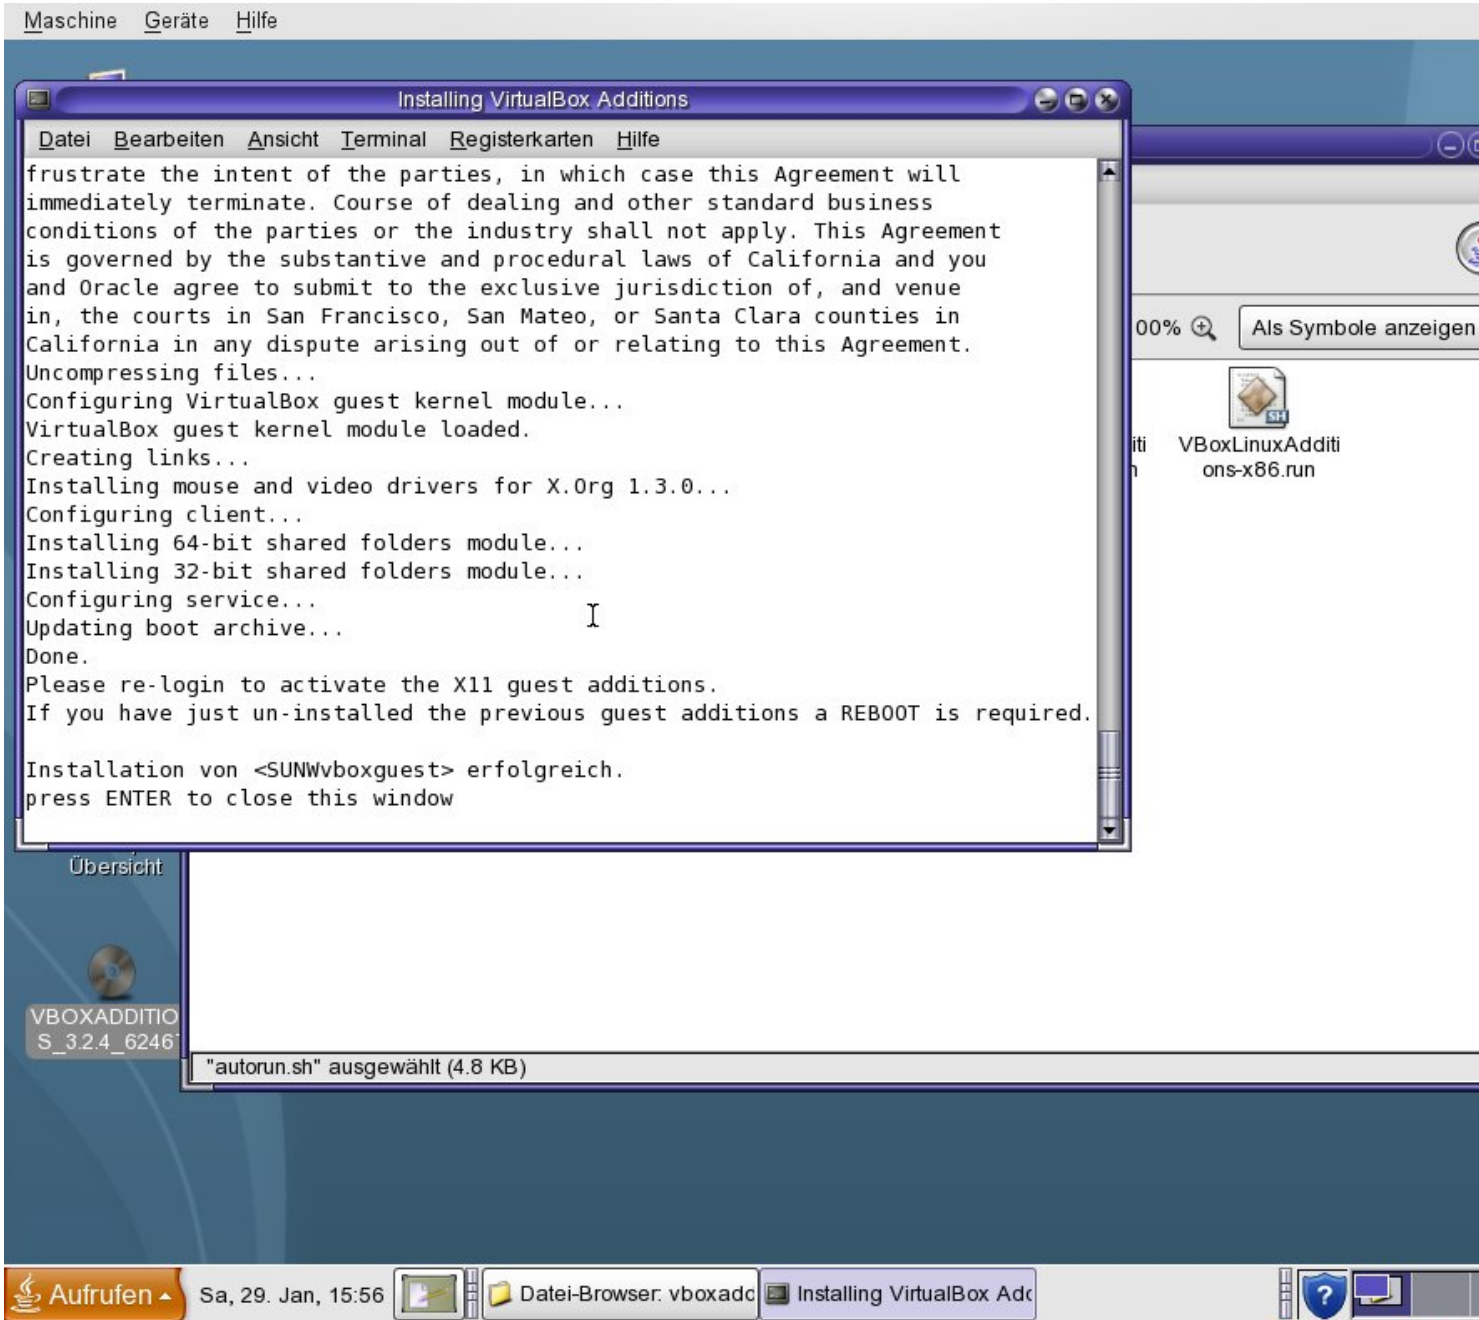 Maschine Geräte Hilfe
Installing VirtualBox Additions
Datei Bearbeiten Ansicht Terminal Registerkarten Hilfe
frustrate the intent of the parties, in which case this Agreement will
immediately terminate. Course of dealing and other standard business
conditions of the parties or the industry shall not apply. This Agreement
is governed by the substantive and procedural laws of California and you
and Oracle agree to submit to the exclusive jurisdiction of, and venue
in, the courts in San Francisco, San Mateo, or Santa Clara counties in
California in any dispute arising out of or relating to this Agreement.
Uncompressing files...
Configuring VirtualBox guest kernel module...
VirtualBox guest kernel module loaded.
Creating links...
Installing mouse and video drivers for X.Org 1.3.0...
Configuring client...
Installing 64-bit shared folders module...
Installing 32-bit shared folders module...
Configuring service...
Updating boot archive...
Done.
Please re-login to activate the X11 guest additions.
If you have just un-installed the previous guest additions a REBOOT is required.
Installation von <SUNWvboxguest> erfolgreich.
press ENTER to close this window
00% Als Symbole anzeigen
iti
VBoxLinuxAdditi
ons-x86.run
SH
Übersicht
VBOXADDITIO
S_3.2.4_6246
"autorun.sh" ausgewählt (4.8 KB)
Aufrufen Sa, 29. Jan, 15:56 Datei-Browser: vboxadd Installing VirtualBox Add